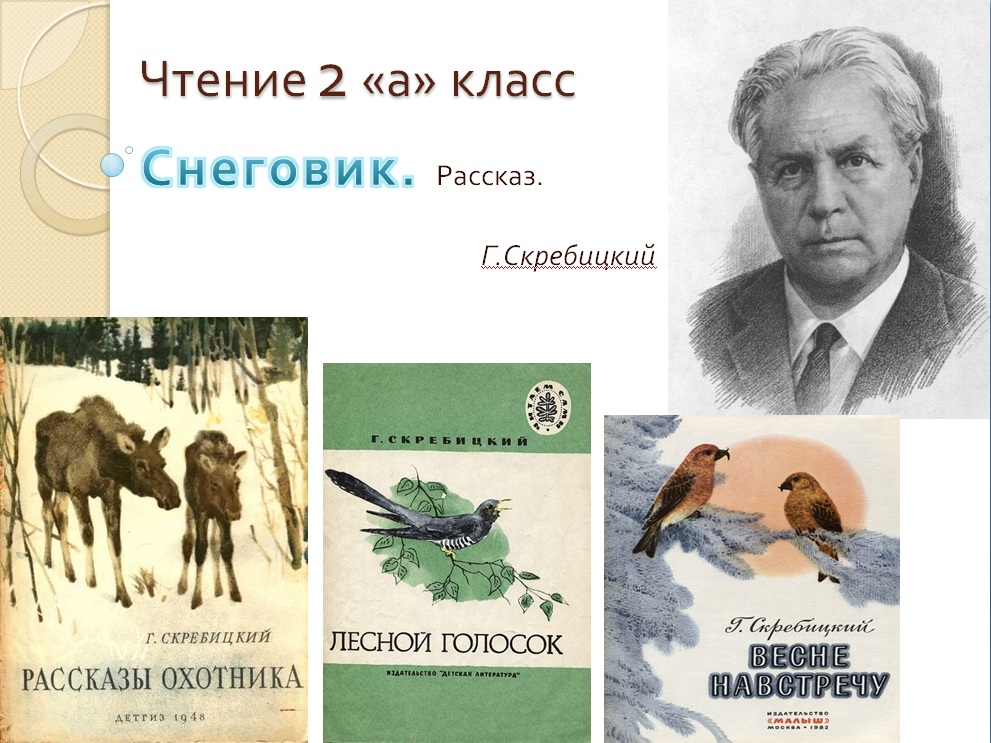 Чтение 2 «а» класс
Снеговик. Рассказ.
Г.Скребицкий
Г. СКРЕБИЦКИЙ
РАССКАЗЫ ОХОТНИКА
ДЕТГИЗ 1948
ЧИТАЕМ САМИ
Г. СКРЕБИЦКИЙ
ЛЕСНОЙ ГОЛОСОК
ИЗДАТЕЛЬСТВО "ДЕТСКАЯ ЛИТЕРАТУРА"
Г. Скребицкий
ВЕСНЕ
НАВСТРЕЧУ
ИЗДАТЕЛЬСТВО
«МАЛЫШ»
МОСКВА • 1982